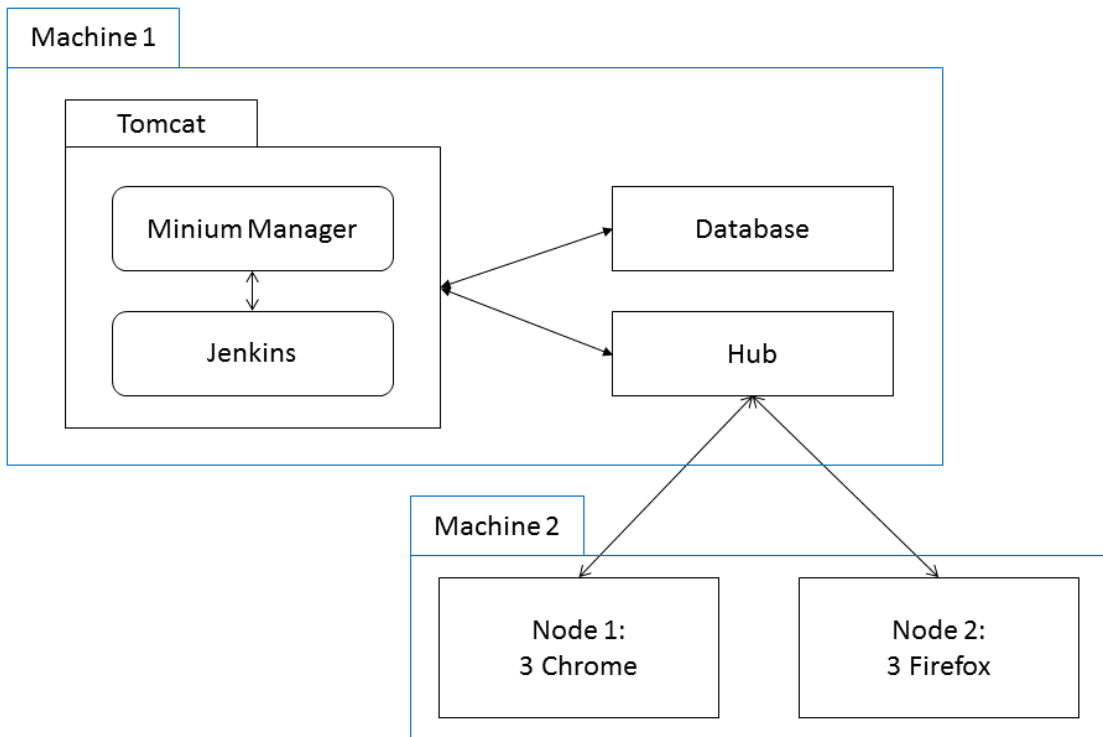 Machine 1
Tomcat
Minium Manager
Database
Jenkins
Hub
Machine 2
Node 1:
3 Chrome
Node 2:
3 Firefox